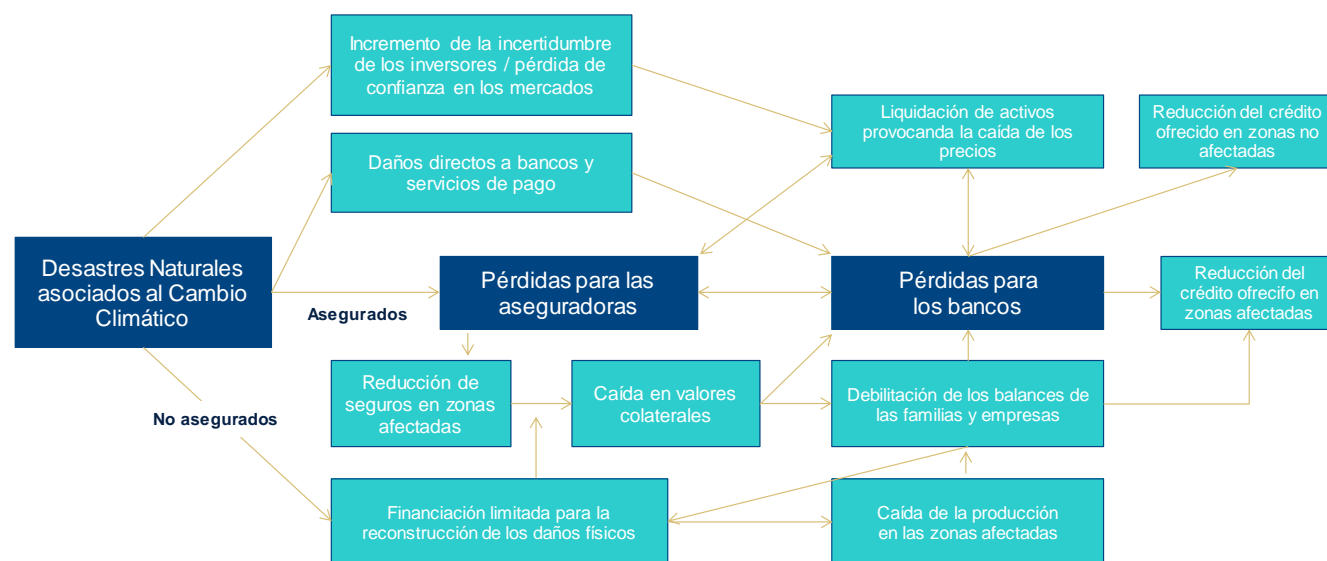 Incremento de la incertidumbre
de los inversores / pérdida de
confianza en los mercados
Liquidación de activos
provocanda la caída de los
precios
Reducción del crédito
ofrecido en zonas no
afectadas
Daños directos a bancos y
servicios de pago
Desastres Naturales
asociados al Cambio
Climático
Asegurados
Pérdidas para las
aseguradoras
Pérdidas para
los bancos
Reducción del
crédito ofrecifo en
zonas afectadas
No asegurados
Reducción de
seguros en zonas
afectadas
Caída en valores
colaterales
Debilitación de los balances de
las familias y empresas
Financiación limitada para la
reconstrucción de los daños físicos
Caída de la producción
en las zonas afectadas